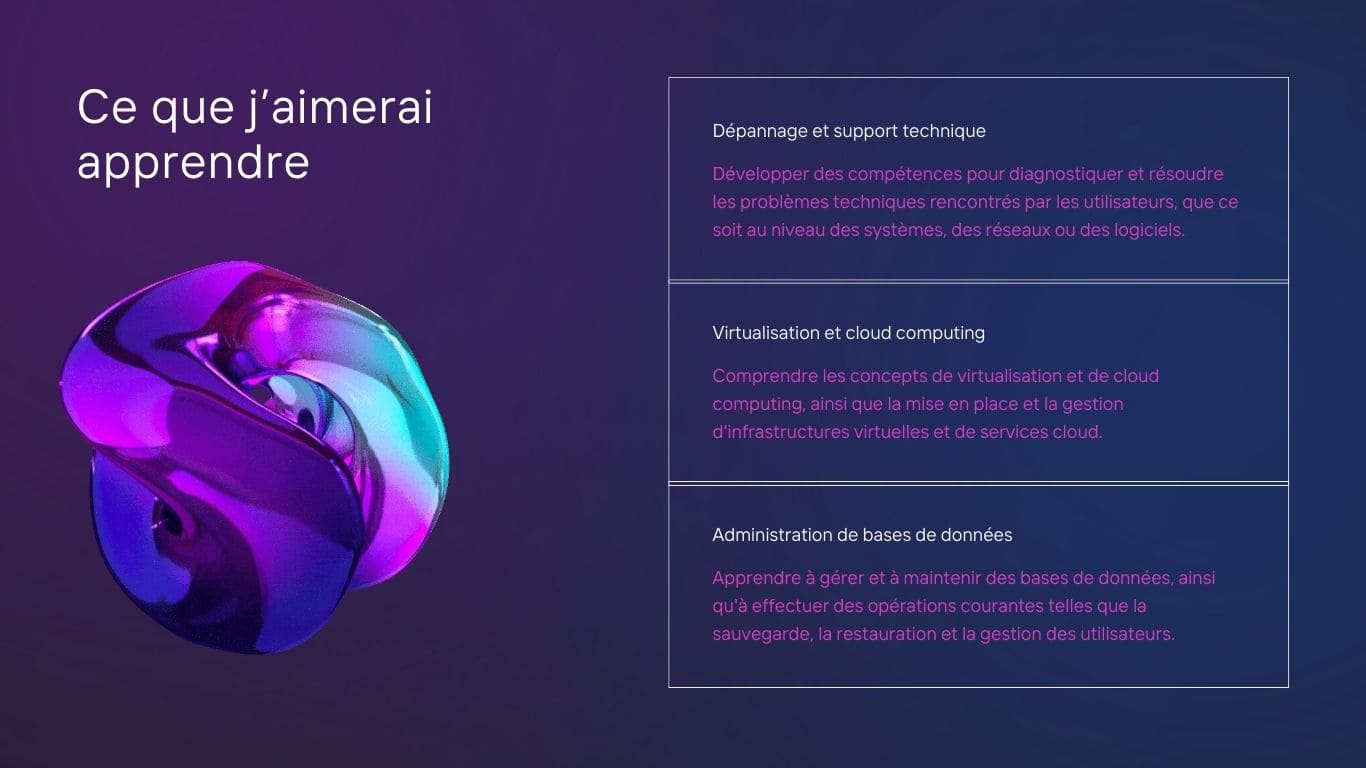 Ce que j’aimerai
apprendre
Dépannage et support technique
Développer des compétences pour diagnostiquer et résoudre
les problèmes techniques rencontrés par les utilisateurs, que ce
soit au niveau des systèmes, des réseaux ou des logiciels.
Virtualisation et cloud computing
Comprendre les concepts de virtualisation et de cloud
computing, ainsi que la mise en place et la gestion
d'infrastructures virtuelles et de services cloud.
Administration de bases de données
Apprendre à gérer et à maintenir des bases de données, ainsi
qu'à effectuer des opérations courantes telles que la
sauvegarde, la restauration et la gestion des utilisateurs.